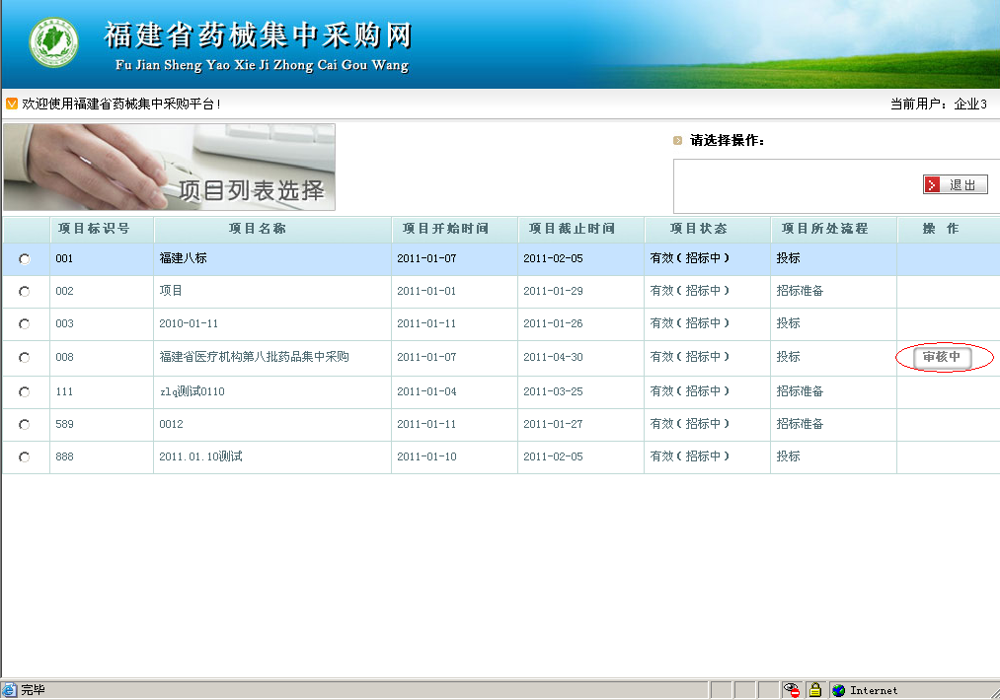 福建省药械集中采购网
Fu Jian Sheng Yao Xie Ji Zhong Cai Gou Wang
欢迎使用福建省药械集中采购平台！ 当前用户：企业3
项目列表选择
请选择操作：
退出
项目标识号 项目名称 项目开始时间 项目截止时间 项目状态 项目所处流程 操 作
001 福建八标 2011-01-07 2011-02-05 有效(招标中) 投标
002 项目 2011-01-01 2011-01-29 有效(招标中) 招标准备
003 2010-01-11 2011-01-11 2011-01-26 有效(招标中) 投标
008 福建省医疗机构第八批药品集中采购 2011-01-07 2011-04-30 有效(招标中) 投标 审核中
111 zlq测试0110 2011-01-04 2011-03-25 有效(招标中) 招标准备
589 0012 2011-01-11 2011-01-27 有效(招标中) 招标准备
888 2011.01.10测试 2011-01-10 2011-02-05 有效(招标中) 投标
完毕 Internet